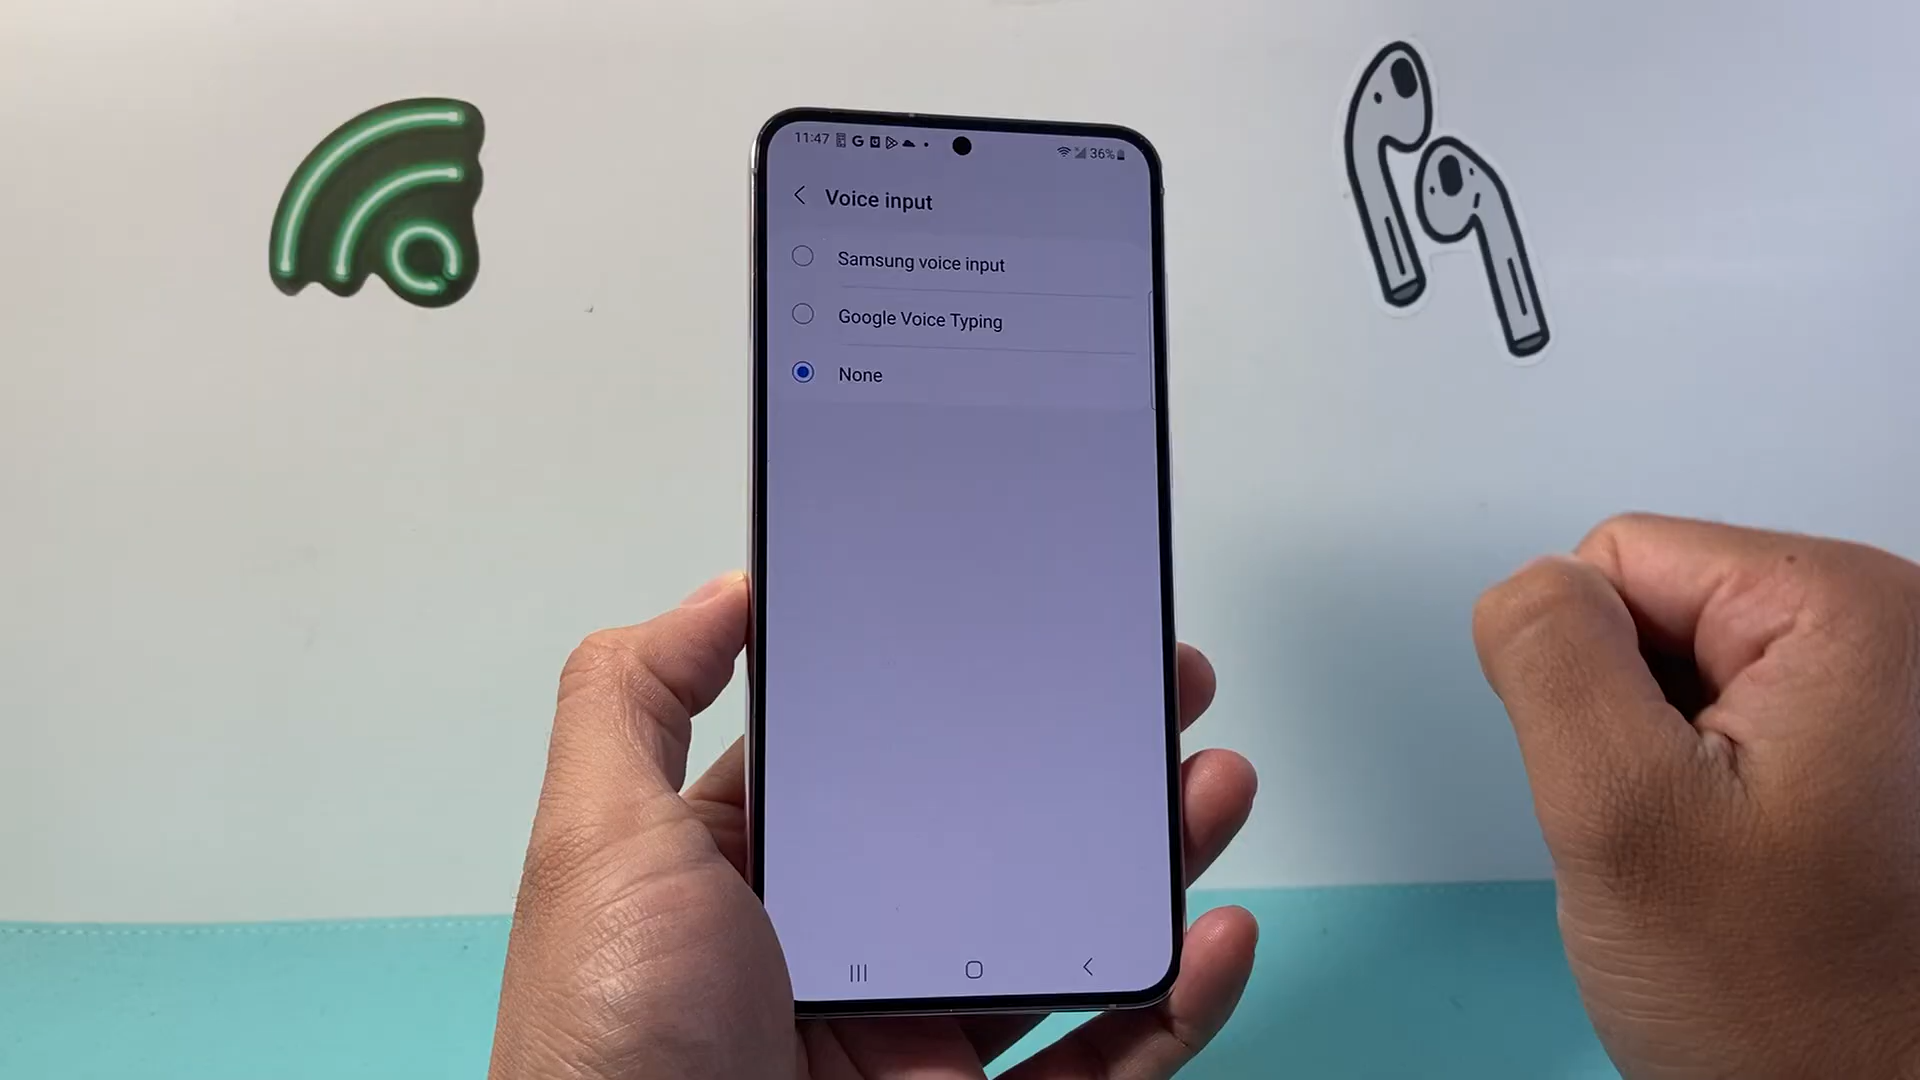 11:47 G 36%
Voice input
Samsung voice input
Google Voice Typing
None